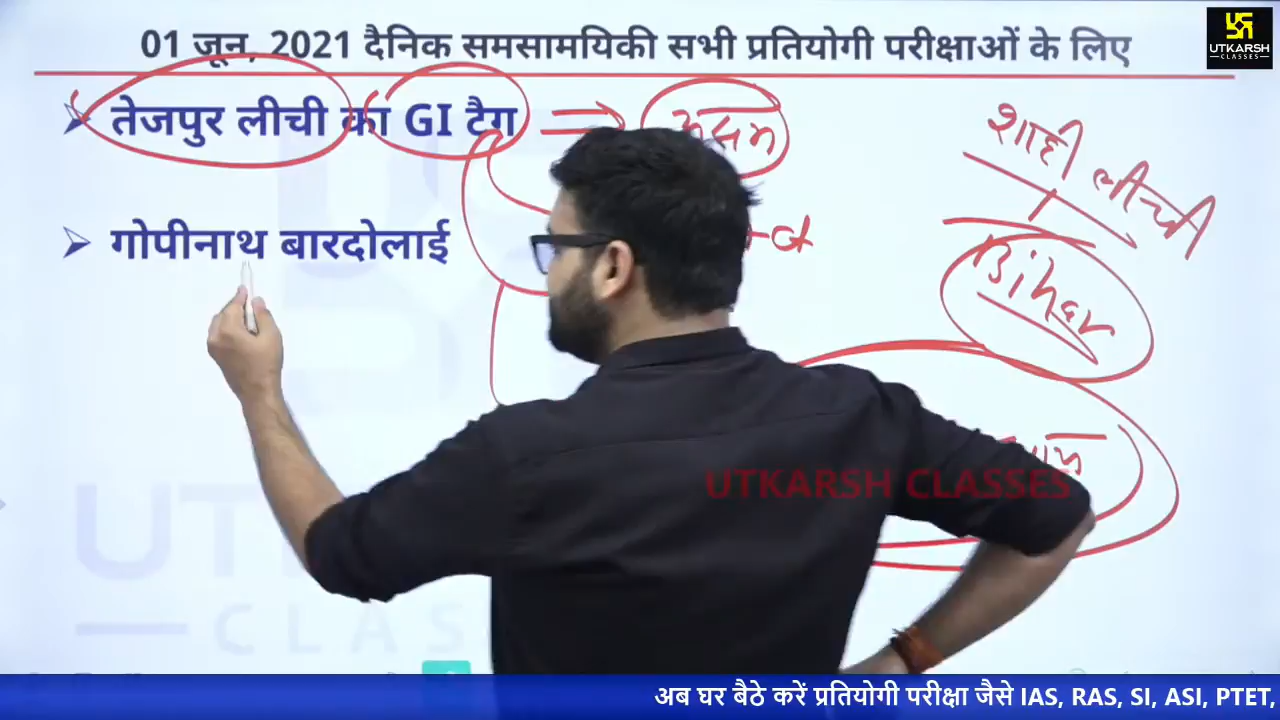 01 जून, 2021 दैनिक समसामयिकी सभी प्रतियोगी परीक्षाओं के लिए
UTKARSH
CLASSES
तेजपुर लीची का GI टैग
असम
शाही लीची
Bihar
गोपीनाथ बारदोलाई
UTKARSH CLASSES
अब घर बैठे करें प्रतियोगी परीक्षा जैसे IAS, RAS, SI, ASI, PTET,